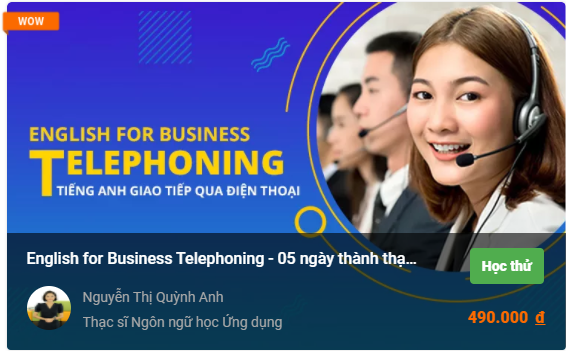 WOW
ENGLISH FOR BUSINESS
TELEPHONING
TIẾNG ANH GIAO TIẾP QUA ĐIỆN THOẠI
English for Business Telephoning - 05 ngày thành thạ...
Học thử
Nguyễn Thị Quỳnh Anh
Thạc sĩ Ngôn ngữ học Ứng dụng
490.000 ₫